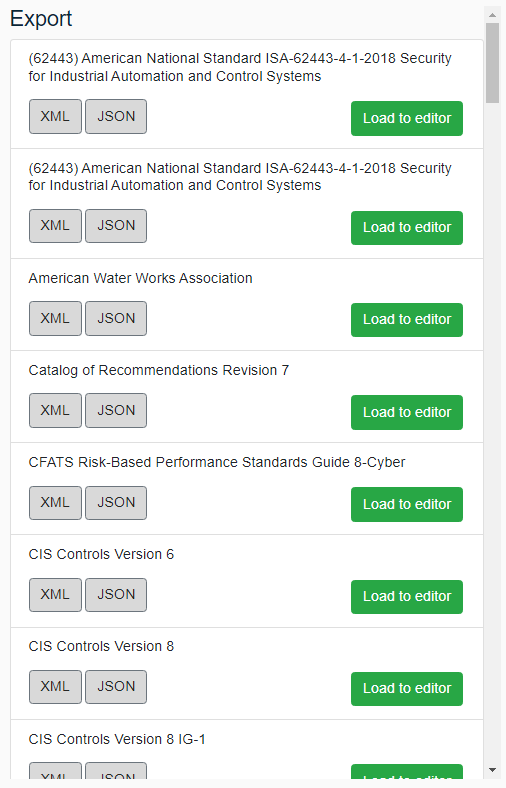 Export
(62443) American National Standard ISA-62443-4-1-2018 Security
for Industrial Automation and Control Systems
XML JSON Load to editor
(62443) American National Standard ISA-62443-4-1-2018 Security
for Industrial Automation and Control Systems
XML JSON Load to editor
American Water Works Association
XML JSON Load to editor
Catalog of Recommendations Revision 7
XML JSON Load to editor
CFATS Risk-Based Performance Standards Guide 8-Cyber
XML JSON Load to editor
CIS Controls Version 6
XML JSON Load to editor
CIS Controls Version 8
XML JSON Load to editor
CIS Controls Version 8 IG-1
XML JSON Load to editor